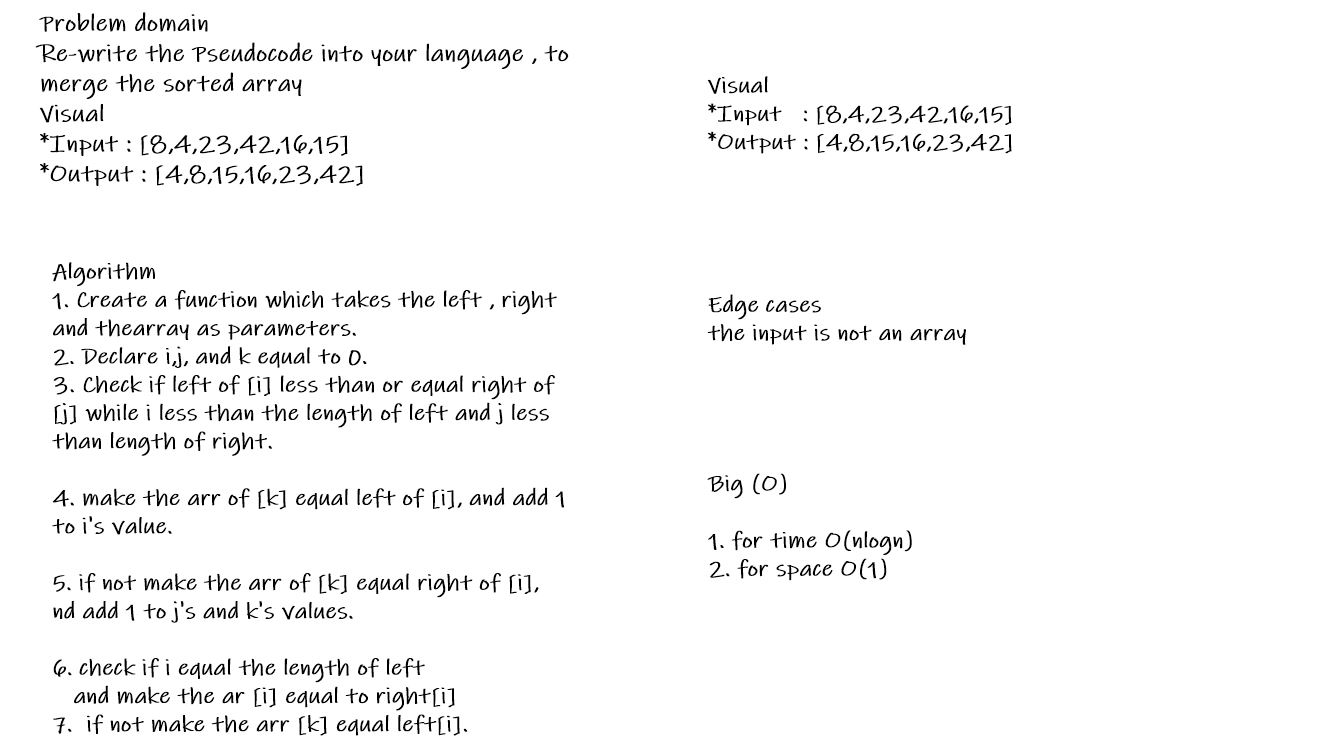 Problem domain
Re-write the Pseudocode into your language , to
merge the sorted array
Visual
*Input : [8,4,23,42,16,15]
*Output : [4,8,15,16,23,42]
Algorithm
1. Create a function which takes the left , right
and thearray as parameters.
2. Declare i,j, and k equal to 0.
3. Check if left of [i] less than or equal right of
[j] while i less than the length of left and j less
than length of right.
4. make the arr of [k] equal left of [i], and add 1
to i's value.
5. if not make the arr of [k] equal right of [i],
nd add 1 to j's and k's values.
6. check if i equal the length of left
and make the ar [i] equal to right[i]
7. if not make the arr [k] equal left[i].
Visual
*Input : [8,4,23,42,16,15]
*Output : [4,8,15,16,23,42]
Edge cases
the input is not an array
Big (O)
1. for time O(nlogn)
2. for space O(1)